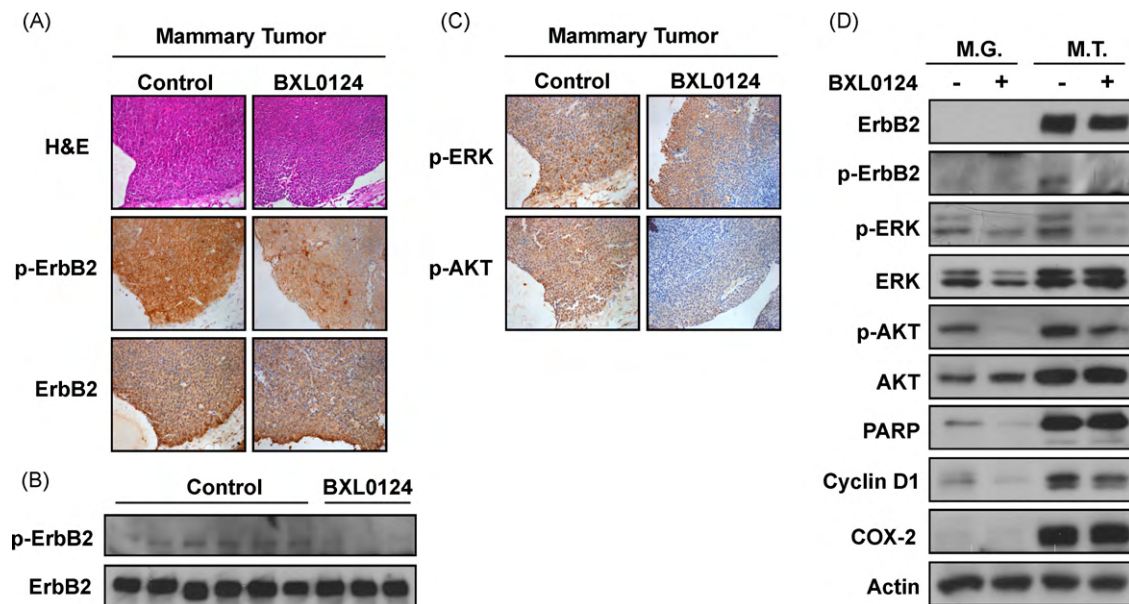 (A)
Mammary Tumor
Control BXL0124
H&E
p-ErbB2
ErbB2
(B)
Control BXL0124
p-ErbB2
ErbB2
(C)
Mammary Tumor
Control BXL0124
p-ERK
p-AKT
(D)
M.G. M.T.
BXL0124 - + - +
ErbB2
p-ErbB2
p-ERK
ERK
p-AKT
AKT
PARP
Cyclin D1
COX-2
Actin